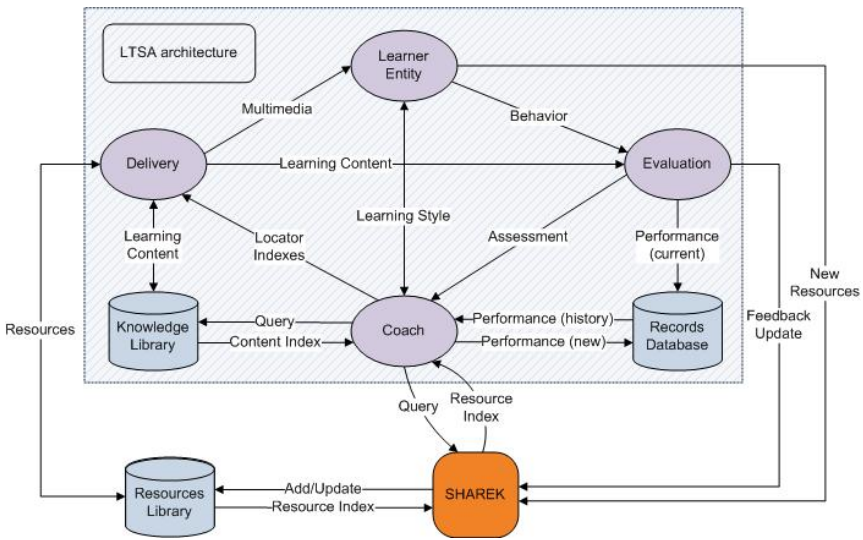 LTSA architecture
Learner
Entity
Multimedia
Behavior
Delivery
Learning Content
Evaluation
Learning Style
Learning
Content
Locator
Indexes
Assessment
Performance
(current)
New
Resources
Feedback
Update
Resources
Knowledge
Library
Query
Content Index
Coach
Performance (history)
Performance (new)
Records
Database
Query
Resource
Index
Resources
Library
Add/Update
Resource Index
SHAREK